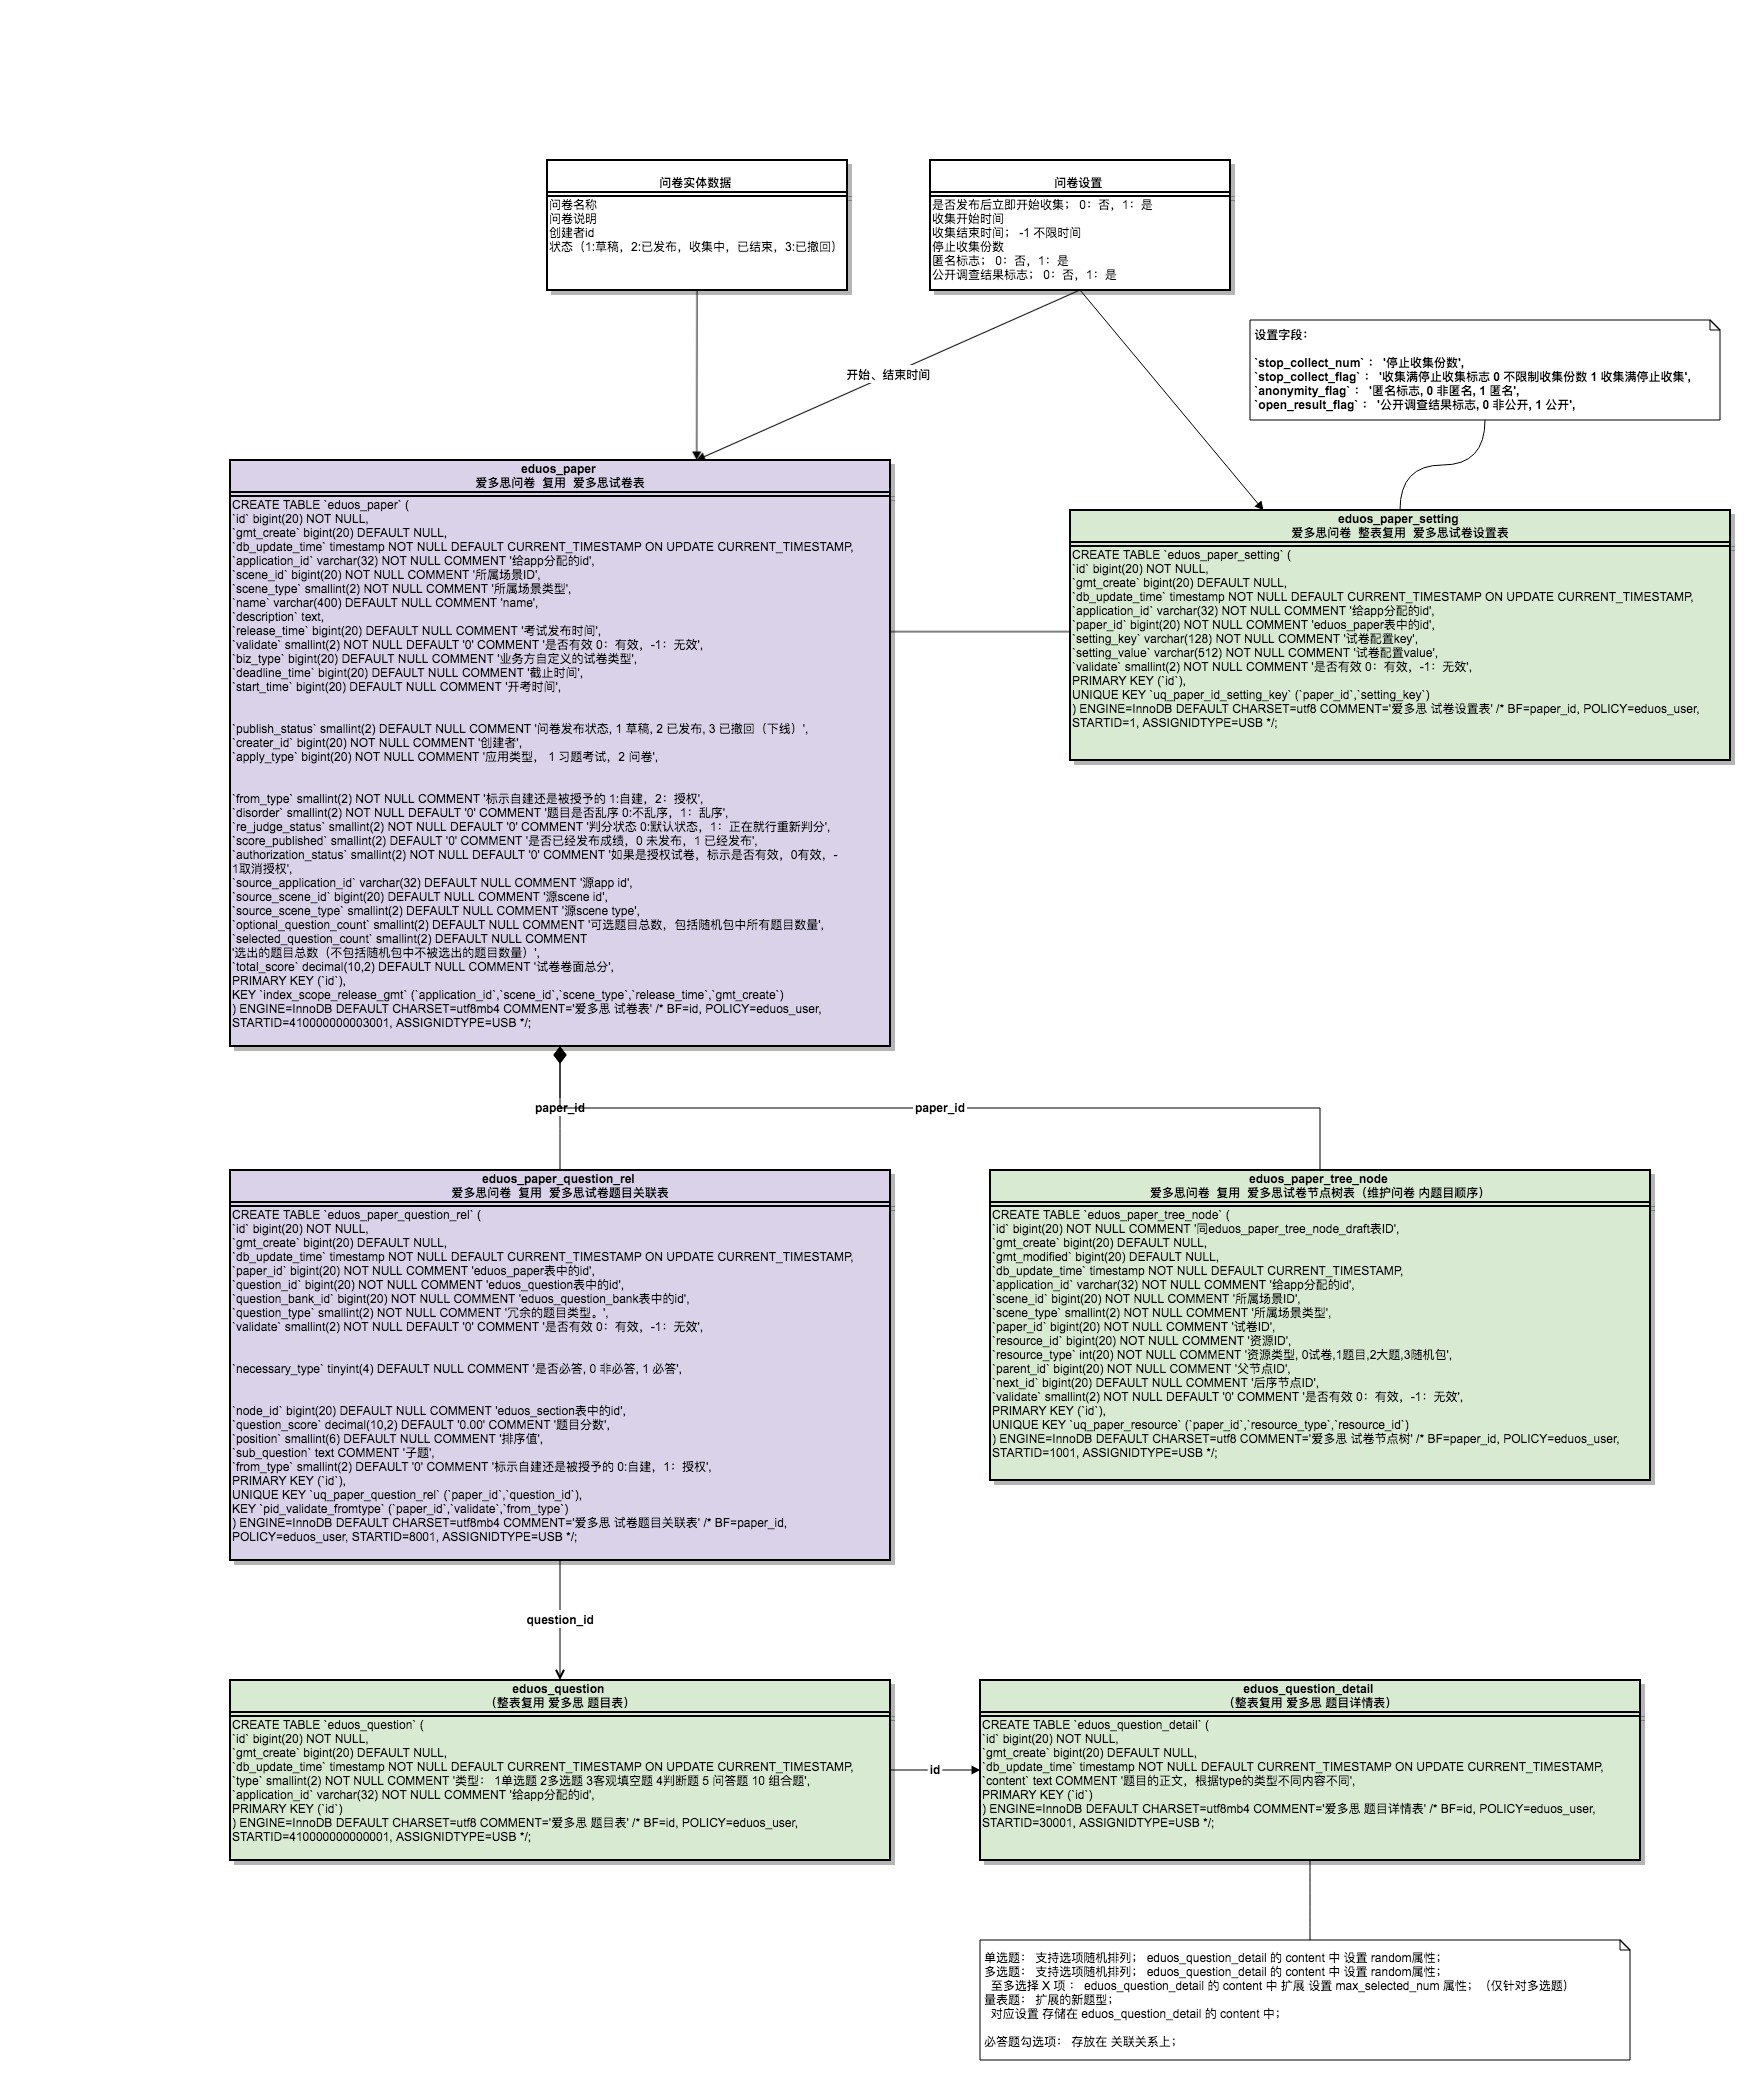 问卷实体数据
问卷名称
问卷说明
创建者id
状态（1:草稿，2:已发布，收集中，已结束，3:已撤回）
问卷设置
是否发布后立即开始收集； 0：否，1：是
收集开始时间
收集结束时间； -1 不限时间
停止收集份数
匿名标志； 0：否，1：是
公开调查结果标志； 0：否，1：是
开始、结束时间
设置字段：
`stop_collect_num` ： '停止收集份数',
`stop_collect_flag` ： '收集满停止收集标志 0 不限制收集份数 1 收集满停止收集',
`anonymity_flag` ： '匿名标志, 0 非匿名, 1 匿名',
`open_result_flag` ： '公开调查结果标志, 0 非公开, 1 公开',
eduos_paper
爱多思问卷 复用 爱多思试卷表
CREATE TABLE `eduos_paper` (
`id` bigint(20) NOT NULL,
`gmt_create` bigint(20) DEFAULT NULL,
`db_update_time` timestamp NOT NULL DEFAULT CURRENT_TIMESTAMP ON UPDATE CURRENT_TIMESTAMP,
`application_id` varchar(32) NOT NULL COMMENT '给app分配的id',
`scene_id` bigint(20) NOT NULL COMMENT '所属场景ID',
`scene_type` smallint(2) NOT NULL COMMENT '所属场景类型',
`name` varchar(400) DEFAULT NULL COMMENT 'name',
`description` text,
`release_time` bigint(20) DEFAULT NULL COMMENT '考试发布时间',
`validate` smallint(2) NOT NULL DEFAULT '0' COMMENT '是否有效 0：有效，-1：无效',
`biz_type` bigint(20) DEFAULT NULL COMMENT '业务方自定义的试卷类型',
`deadline_time` bigint(20) DEFAULT NULL COMMENT '截止时间',
`start_time` bigint(20) DEFAULT NULL COMMENT '开考时间',
`publish_status` smallint(2) DEFAULT NULL COMMENT '问卷发布状态, 1 草稿, 2 已发布, 3 已撤回（下线）',
`creater_id` bigint(20) NOT NULL COMMENT '创建者',
`apply_type` bigint(20) NOT NULL COMMENT '应用类型， 1 习题考试，2 问卷',
`from_type` smallint(2) NOT NULL COMMENT '标示自建还是被授予的 1:自建，2：授权',
`disorder` smallint(2) NOT NULL DEFAULT '0' COMMENT '题目是否乱序 0:不乱序，1：乱序',
`re_judge_status` smallint(2) NOT NULL DEFAULT '0' COMMENT '判分状态 0:默认状态，1：正在就行重新判分',
`score_published` smallint(2) DEFAULT '0' COMMENT '是否已经发布成绩，0 未发布，1 已经发布',
`authorization_status` smallint(2) NOT NULL DEFAULT '0' COMMENT '如果是授权试卷，标示是否有效，0有效，-
1取消授权',
`source_application_id` varchar(32) DEFAULT NULL COMMENT '源app id',
`source_scene_id` bigint(20) DEFAULT NULL COMMENT '源scene id',
`source_scene_type` smallint(2) DEFAULT NULL COMMENT '源scene type',
`optional_question_count` smallint(2) DEFAULT NULL COMMENT '可选题目总数，包括随机包中所有题目数量',
`selected_question_count` smallint(2) DEFAULT NULL COMMENT
'选出的题目总数（不包括随机包中不被选出的题目数量）',
`total_score` decimal(10,2) DEFAULT NULL COMMENT '试卷卷面总分',
PRIMARY KEY (`id`),
KEY `index_scope_release_gmt` (`application_id`,`scene_id`,`scene_type`,`release_time`,`gmt_create`)
) ENGINE=InnoDB DEFAULT CHARSET=utf8mb4 COMMENT='爱多思 试卷表' /* BF=id, POLICY=eduos_user,
STARTID=410000000003001, ASSIGNIDTYPE=USB */;
eduos_paper_setting
爱多思问卷 整表复用 爱多思试卷设置表
CREATE TABLE `eduos_paper_setting` (
`id` bigint(20) NOT NULL,
`gmt_create` bigint(20) DEFAULT NULL,
`db_update_time` timestamp NOT NULL DEFAULT CURRENT_TIMESTAMP ON UPDATE CURRENT_TIMESTAMP,
`application_id` varchar(32) NOT NULL COMMENT '给app分配的id',
`paper_id` bigint(20) NOT NULL COMMENT 'eduos_paper表中的id',
`setting_key` varchar(128) NOT NULL COMMENT '试卷配置key',
`setting_value` varchar(512) NOT NULL COMMENT '试卷配置value',
`validate` smallint(2) NOT NULL COMMENT '是否有效 0：有效，-1：无效',
PRIMARY KEY (`id`),
UNIQUE KEY `uq_paper_id_setting_key` (`paper_id`,`setting_key`)
) ENGINE=InnoDB DEFAULT CHARSET=utf8 COMMENT='爱多思 试卷设置表' /* BF=paper_id, POLICY=eduos_user,
STARTID=1, ASSIGNIDTYPE=USB */;
paper_id
paper_id
eduos_paper_question_rel
爱多思问卷 复用 爱多思试卷题目关联表
CREATE TABLE `eduos_paper_question_rel` (
`id` bigint(20) NOT NULL,
`gmt_create` bigint(20) DEFAULT NULL,
`db_update_time` timestamp NOT NULL DEFAULT CURRENT_TIMESTAMP ON UPDATE CURRENT_TIMESTAMP,
`paper_id` bigint(20) NOT NULL COMMENT 'eduos_paper表中的id',
`question_id` bigint(20) NOT NULL COMMENT 'eduos_question表中的id',
`question_bank_id` bigint(20) NOT NULL COMMENT 'eduos_question_bank表中的id',
`question_type` smallint(2) NOT NULL COMMENT '冗余的题目类型。',
`validate` smallint(2) NOT NULL DEFAULT '0' COMMENT '是否有效 0：有效，-1：无效',
`necessary_type` tinyint(4) DEFAULT NULL COMMENT '是否必答, 0 非必答, 1 必答',
`node_id` bigint(20) DEFAULT NULL COMMENT 'eduos_section表中的id',
`question_score` decimal(10,2) DEFAULT '0.00' COMMENT '题目分数',
`position` smallint(6) DEFAULT NULL COMMENT '排序值',
`sub_question` text COMMENT '子题',
`from_type` smallint(2) DEFAULT '0' COMMENT '标示自建还是被授予的 0:自建，1：授权',
PRIMARY KEY (`id`),
UNIQUE KEY `uq_paper_question_rel` (`paper_id`,`question_id`),
KEY `pid_validate_fromtype` (`paper_id`,`validate`,`from_type`)
) ENGINE=InnoDB DEFAULT CHARSET=utf8mb4 COMMENT='爱多思 试卷题目关联表' /* BF=paper_id,
POLICY=eduos_user, STARTID=8001, ASSIGNIDTYPE=USB */;
eduos_paper_tree_node
爱多思问卷 复用 爱多思试卷节点树表（维护问卷 内题目顺序）
CREATE TABLE `eduos_paper_tree_node` (
`id` bigint(20) NOT NULL COMMENT '同eduos_paper_tree_node_draft表ID',
`gmt_create` bigint(20) DEFAULT NULL,
`gmt_modified` bigint(20) DEFAULT NULL,
`db_update_time` timestamp NOT NULL DEFAULT CURRENT_TIMESTAMP,
`application_id` varchar(32) NOT NULL COMMENT '给app分配的id',
`scene_id` bigint(20) NOT NULL COMMENT '所属场景ID',
`scene_type` smallint(2) NOT NULL COMMENT '所属场景类型',
`paper_id` bigint(20) NOT NULL COMMENT '试卷ID',
`resource_id` bigint(20) NOT NULL COMMENT '资源ID',
`resource_type` int(20) NOT NULL COMMENT '资源类型, 0试卷,1题目,2大题,3随机包',
`parent_id` bigint(20) NOT NULL COMMENT '父节点ID',
`next_id` bigint(20) DEFAULT NULL COMMENT '后序节点ID',
`validate` smallint(2) NOT NULL DEFAULT '0' COMMENT '是否有效 0：有效，-1：无效',
PRIMARY KEY (`id`),
UNIQUE KEY `uq_paper_resource` (`paper_id`,`resource_type`,`resource_id`)
) ENGINE=InnoDB DEFAULT CHARSET=utf8 COMMENT='爱多思 试卷节点树' /* BF=paper_id, POLICY=eduos_user,
STARTID=1001, ASSIGNIDTYPE=USB */;
question_id
eduos_question
（整表复用 爱多思 题目表）
CREATE TABLE `eduos_question` (
`id` bigint(20) NOT NULL,
`gmt_create` bigint(20) DEFAULT NULL,
`db_update_time` timestamp NOT NULL DEFAULT CURRENT_TIMESTAMP ON UPDATE CURRENT_TIMESTAMP,
`type` smallint(2) NOT NULL COMMENT '类型： 1单选题 2多选题 3客观填空题 4判断题 5 问答题 10 组合题',
`application_id` varchar(32) NOT NULL COMMENT '给app分配的id',
PRIMARY KEY (`id`)
) ENGINE=InnoDB DEFAULT CHARSET=utf8 COMMENT='爱多思 题目表' /* BF=id, POLICY=eduos_user,
STARTID=410000000000001, ASSIGNIDTYPE=USB */;
id
eduos_question_detail
（整表复用 爱多思 题目详情表）
CREATE TABLE `eduos_question_detail` (
`id` bigint(20) NOT NULL,
`gmt_create` bigint(20) DEFAULT NULL,
`db_update_time` timestamp NOT NULL DEFAULT CURRENT_TIMESTAMP ON UPDATE CURRENT_TIMESTAMP,
`content` text COMMENT '题目的正文，根据type的类型不同内容不同',
PRIMARY KEY (`id`)
) ENGINE=InnoDB DEFAULT CHARSET=utf8mb4 COMMENT='爱多思 题目详情表' /* BF=id, POLICY=eduos_user,
STARTID=30001, ASSIGNIDTYPE=USB */;
单选题： 支持选项随机排列； eduos_question_detail 的 content 中 设置 random属性；
多选题： 支持选项随机排列； eduos_question_detail 的 content 中 设置 random属性；
至多选择 X 项 ： eduos_question_detail 的 content 中 扩展 设置 max_selected_num 属性； （仅针对多选题）
量表题： 扩展的新题型；
对应设置 存储在 eduos_question_detail 的 content 中；
必答题勾选项： 存放在 关联关系上；